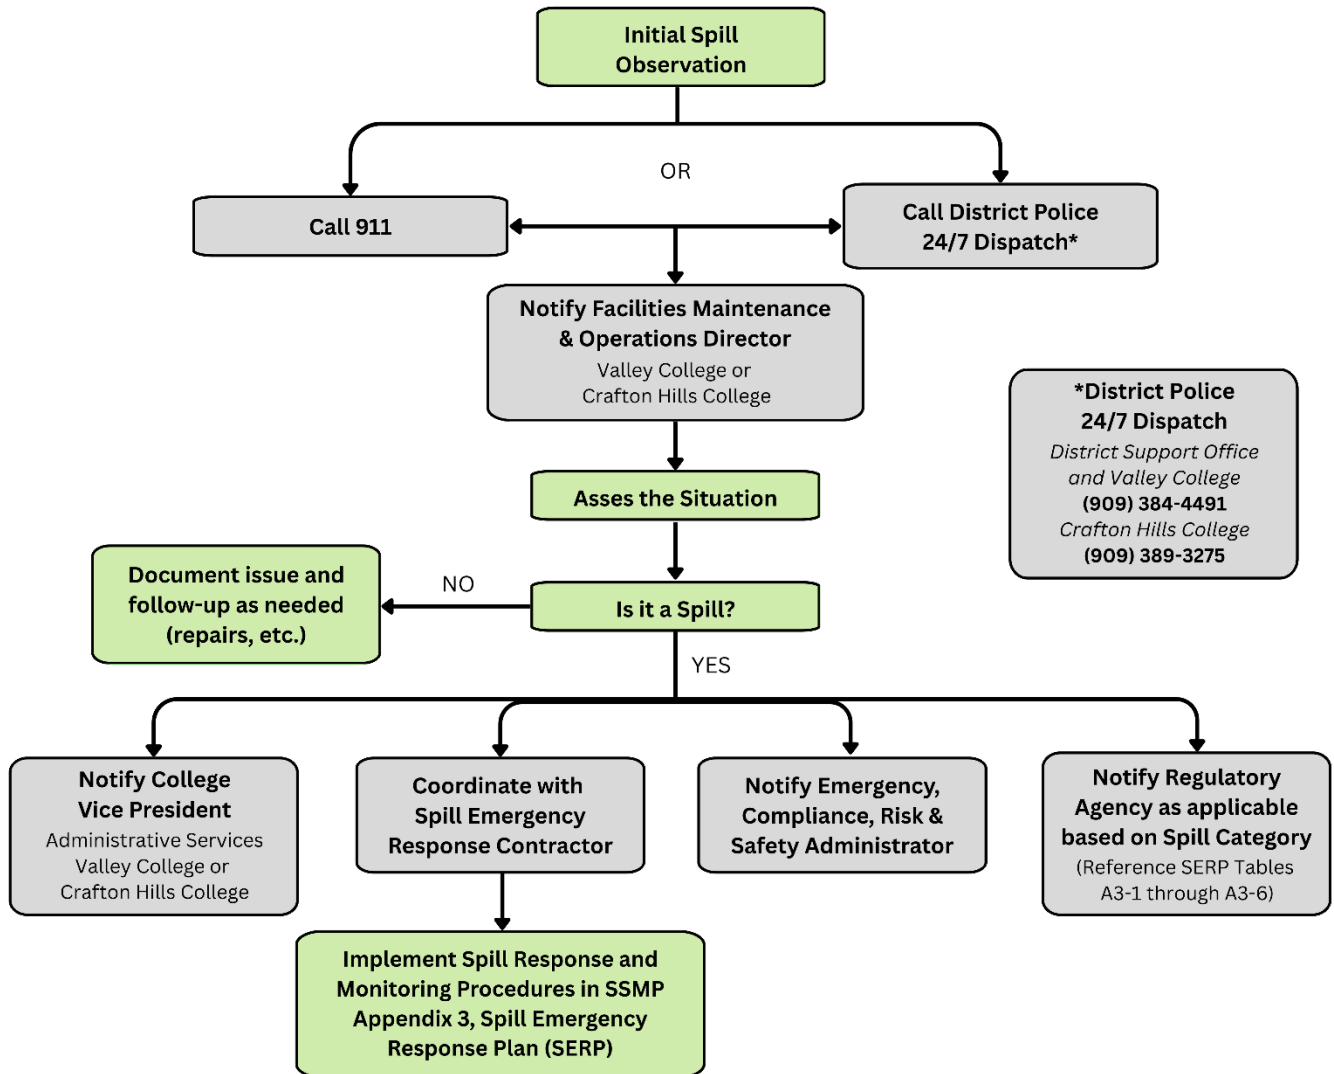 Initial Spill
Observation
OR
Call 911
Call District Police
24/7 Dispatch*
Notify Facilities Maintenance
& Operations Director
Valley College or
Crafton Hills College
*District Police
24/7 Dispatch
District Support Office
and Valley College
(909) 384-4491
Crafton Hills College
(909) 389-3275
Asses the Situation
Document issue and
follow-up as needed
(repairs, etc.)
NO
Is it a Spill?
YES
Notify College
Vice President
Administrative Services
Valley College or
Crafton Hills College
Coordinate with
Spill Emergency
Response Contractor
Notify Emergency,
Compliance, Risk &
Safety Administrator
Notify Regulatory
Agency as applicable
based on Spill Category
(Reference SERP Tables
A3-1 through A3-6)
Implement Spill Response and
Monitoring Procedures in SSMP
Appendix 3, Spill Emergency
Response Plan (SERP)